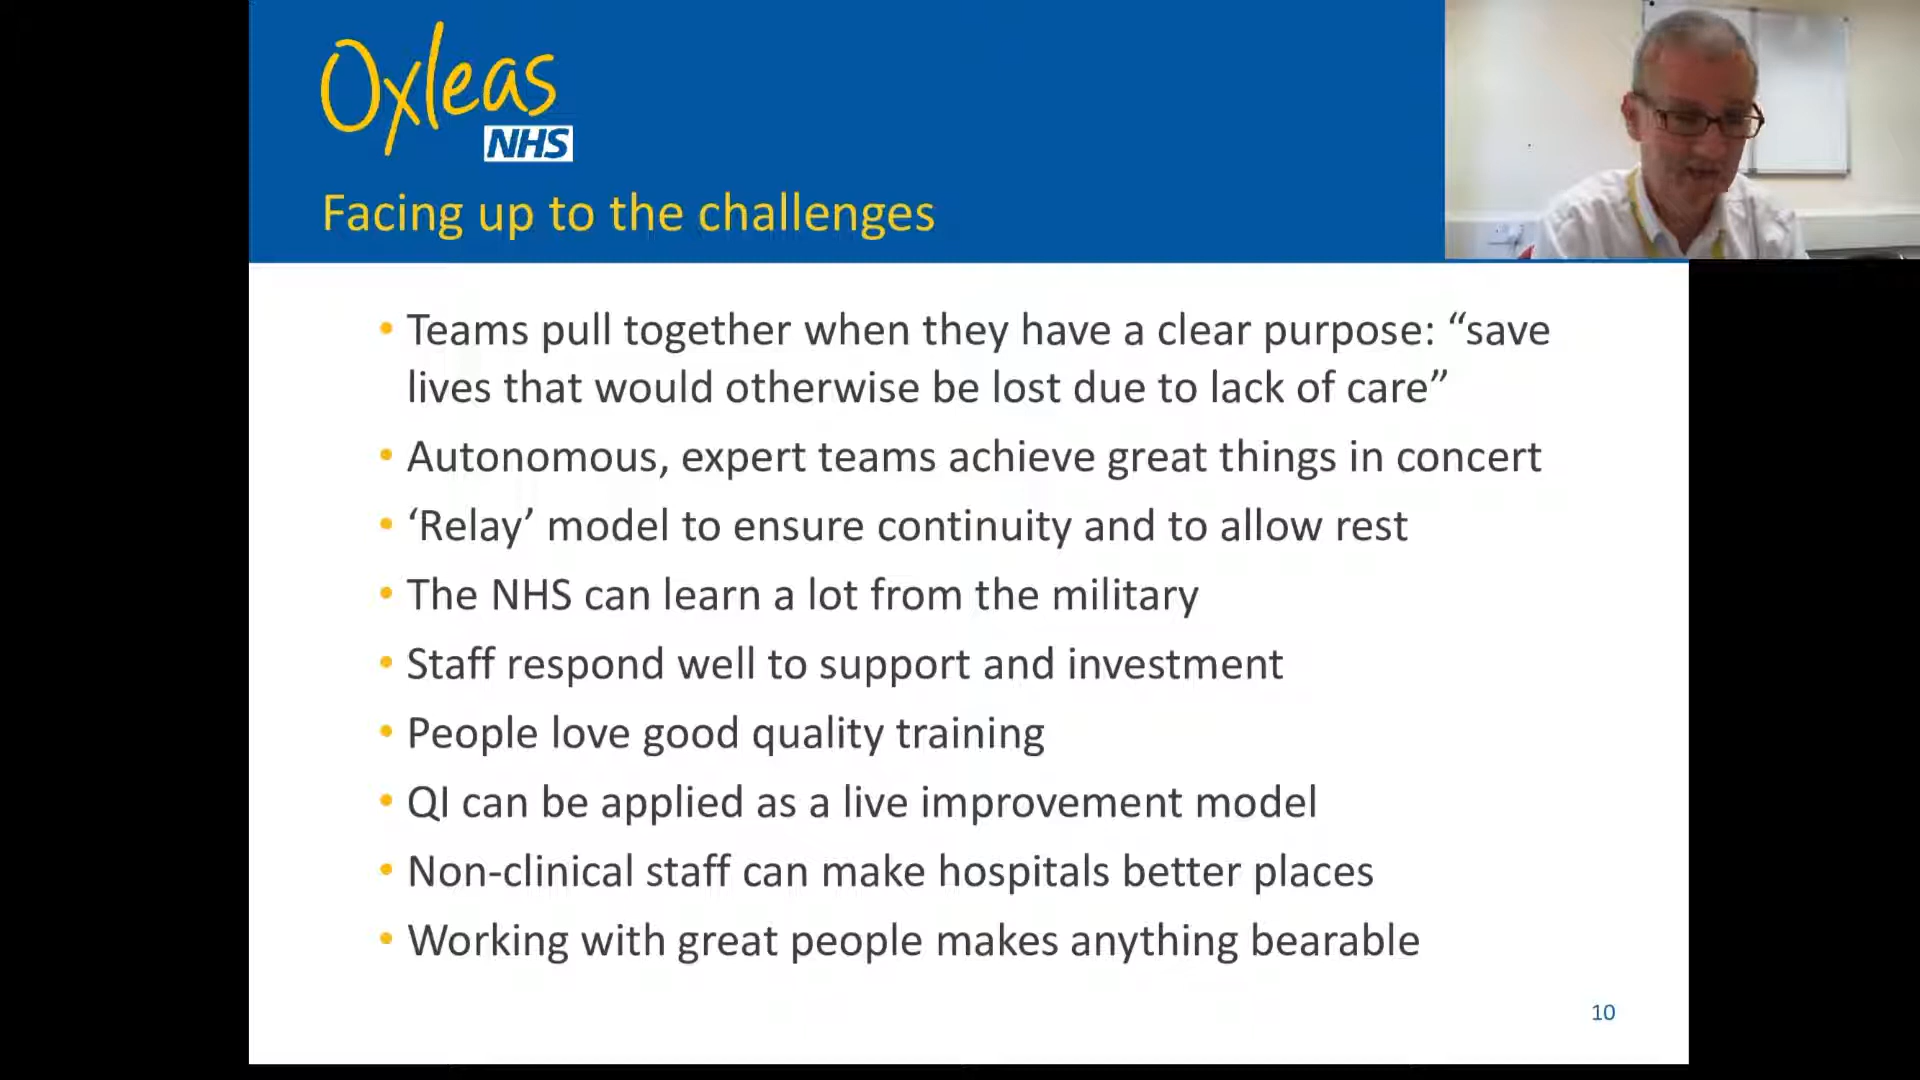 Oxleas
NHS
Facing up to the challenges
• Teams pull together when they have a clear purpose: “save
lives that would otherwise be lost due to lack of care”
• Autonomous, expert teams achieve great things in concert
• ‘Relay’ model to ensure continuity and to allow rest
• The NHS can learn a lot from the military
• Staff respond well to support and investment
• People love good quality training
• QI can be applied as a live improvement model
• Non-clinical staff can make hospitals better places
• Working with great people makes anything bearable
10